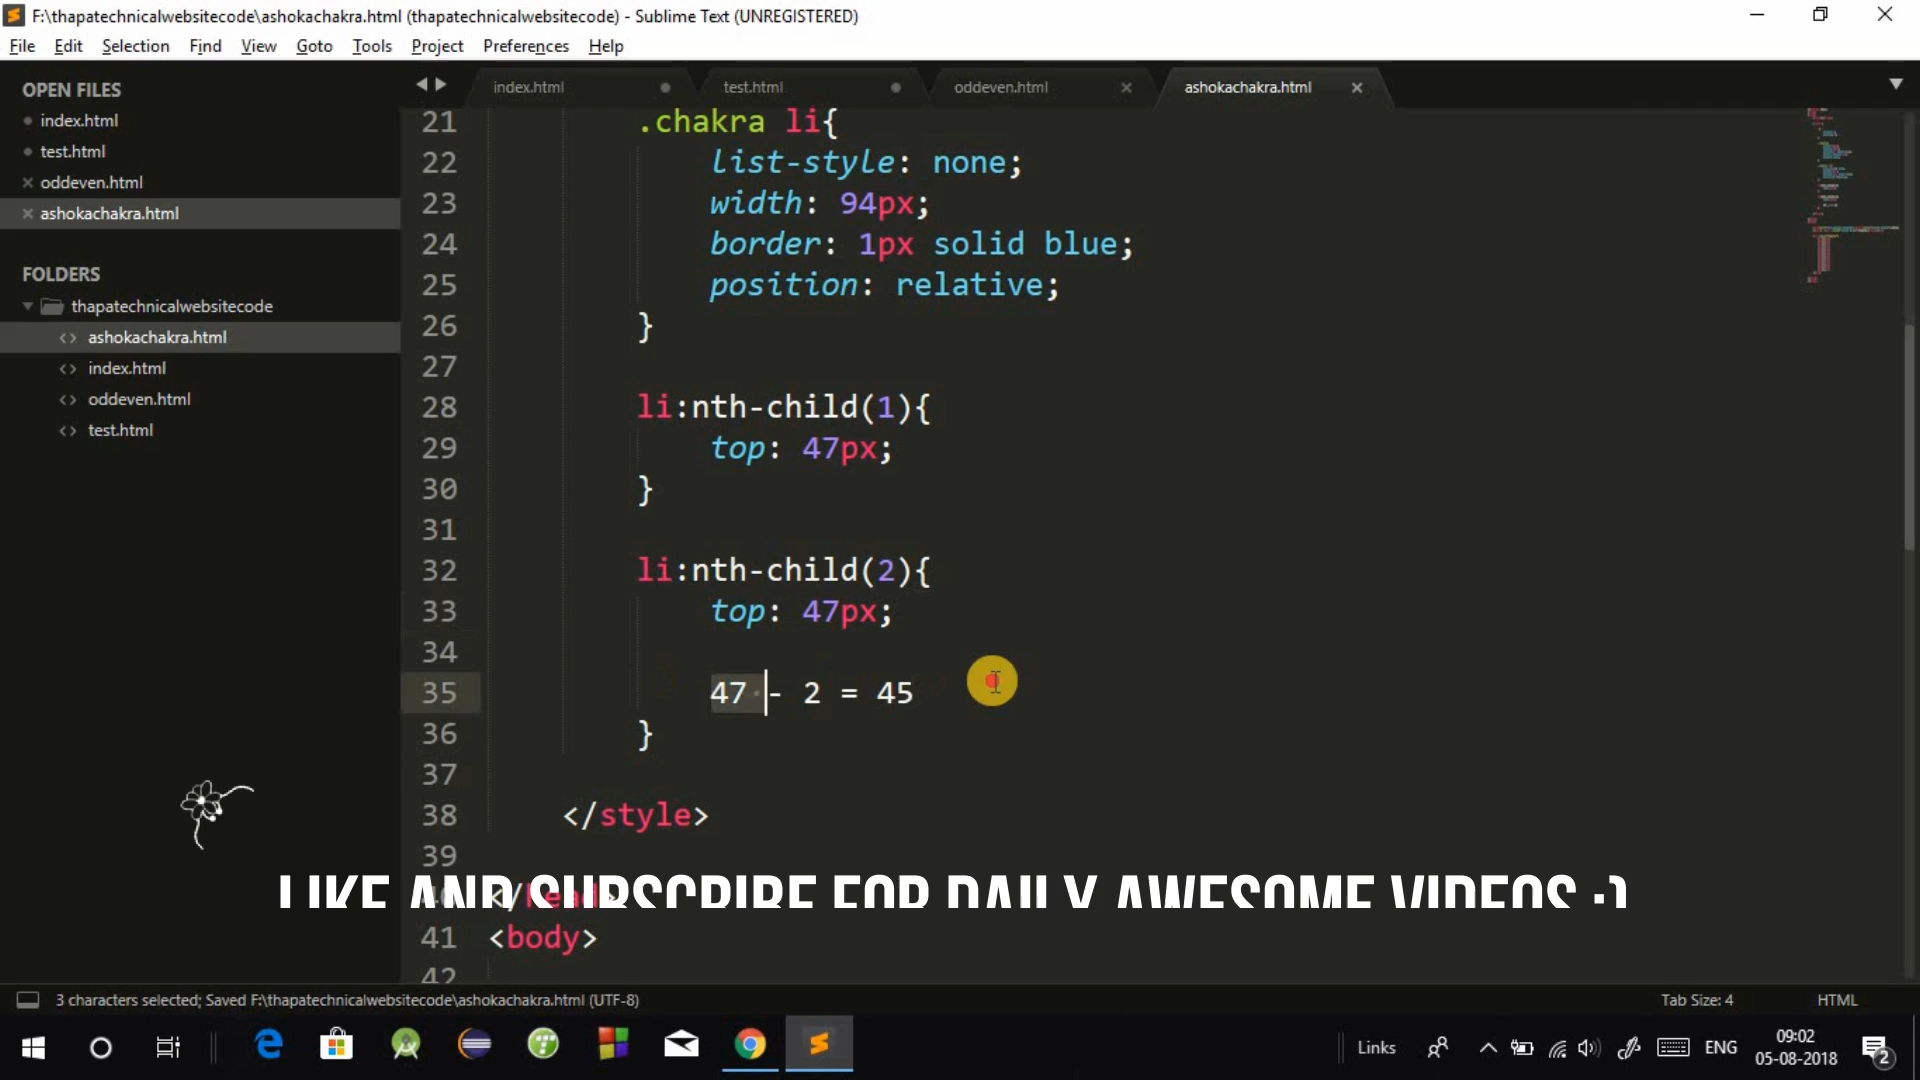 F:\thapatechnicalwebsitecode\ashokachakra.html (thapatechnicalwebsitecode) - Sublime Text (UNREGISTERED)
File Edit Selection Find View Goto Tools Project Preferences Help
OPEN FILES
index.html
test.html
oddeven.html
ashokachakra.html
FOLDERS
thapatechnicalwebsitecode
ashokachakra.html
index.html
oddeven.html
test.html
index.html test.html oddeven.html ashokachakra.html
21 .chakra li{
22 list-style: none;
23 width: 94px;
24 border: 1px solid blue;
25 position: relative;
26 }
27
28 li:nth-child(1){
29 top: 47px;
30 }
31
32 li:nth-child(2){
33 top: 47px;
34
35 47 - 2 = 45
36 }
37
38 </style>
39
40 </head>
41 <body>
42
LIKE AND SUBSCRIBE FOR DAILY AWESOME VIDEOS :)
3 characters selected; Saved F:\thapatechnicalwebsitecode\ashokachakra.html (UTF-8)
Tab Size: 4 HTML
Links ENG 09:02
05-08-2018
2